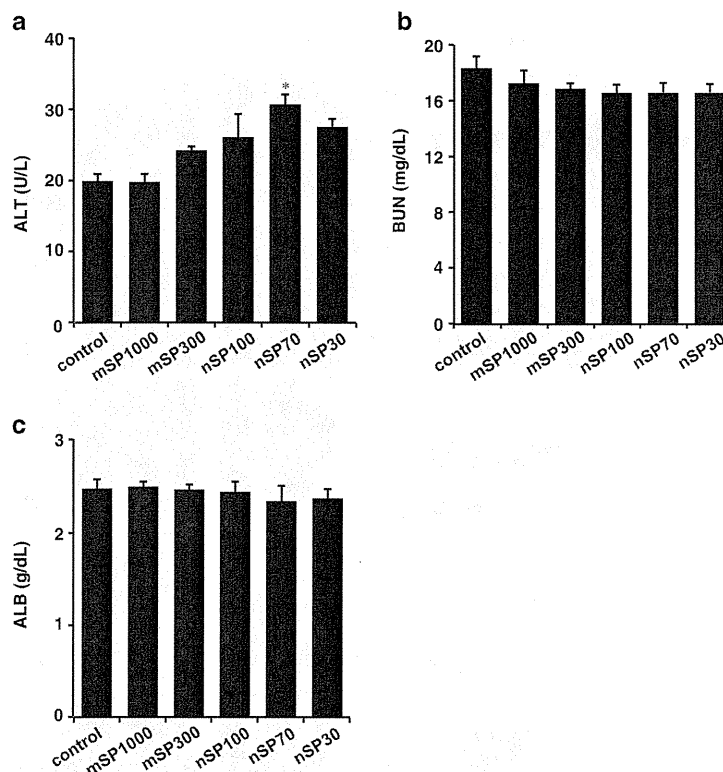 a
ALT (U/L)
40
30
20
10
0
*
control
mSP1000
mSP300
nSP100
nSP70
nSP30
b
BUN (mg/dL)
20
16
12
8
4
0
control
mSP1000
mSP300
nSP100
nSP70
nSP30
c
ALB (g/dL)
3
2
1
0
control
mSP1000
mSP300
nSP100
nSP70
nSP30